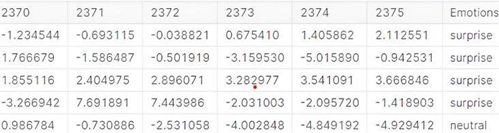 2370 2371 2372 2373 2374 2375 Emotions
-1.234544 -0.693115 -0.038821 0.675410 1.405862 2.112551 surprise
1.766679 -1.586487 -0.501919 -3.159530 -5.015890 -0.942531 surprise
1.855116 2.404975 2.896071 3.282977 3.541091 3.666846 surprise
-3.266942 7.691891 7.443986 -2.031003 -2.095720 -1.418903 surprise
0.986784 -0.730886 -2.531058 -4.002848 -4.849192 -4.929412 neutral